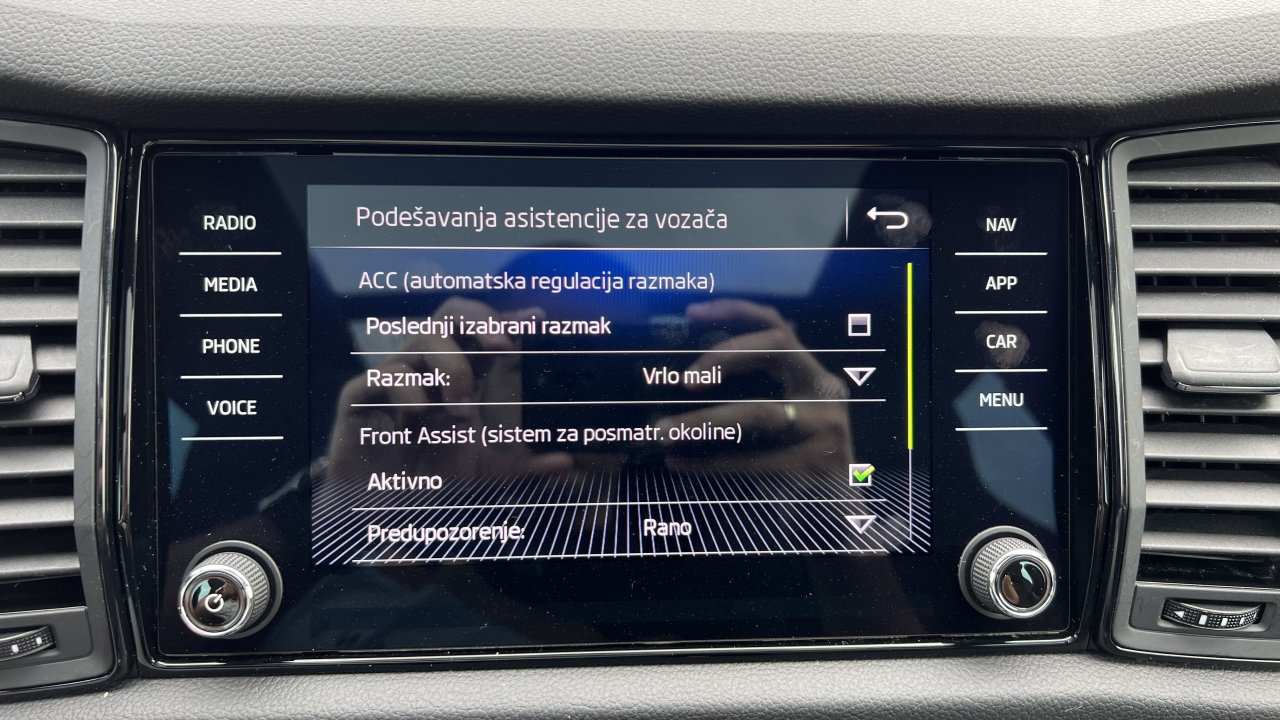 RADIO
MEDIA
PHONE
VOICE
Podešavanja asistencije za vozača
ACC (automatska regulacija razmaka)
Poslednji izabrani razmak
Razmak: Vrlo mali
Front Assist (sistem za posmatr. okoline)
Aktivno
Predupozorenje: Rano
NAV
APP
CAR
MENU